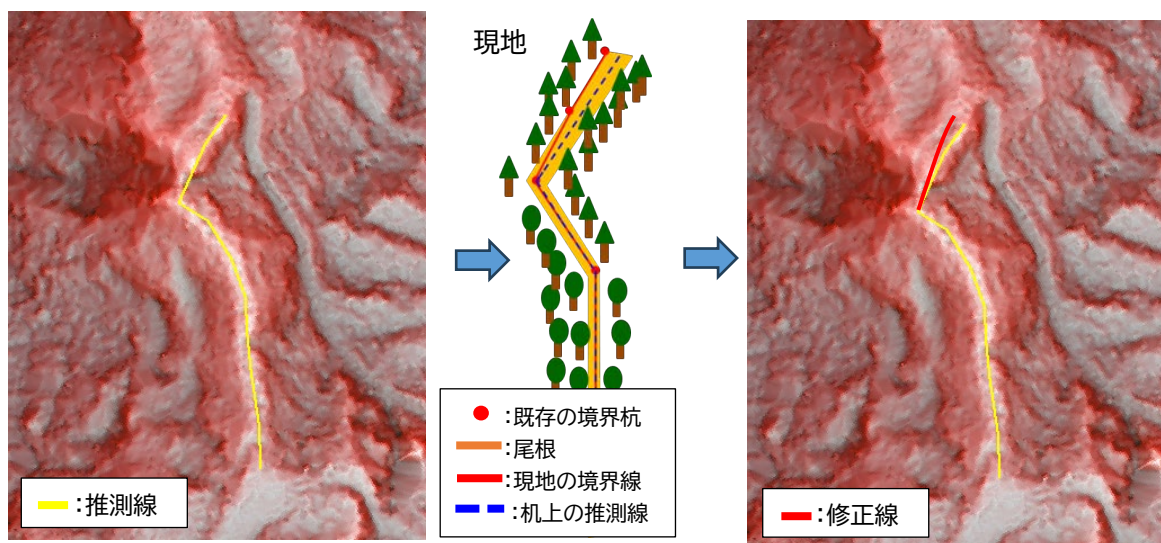 現地
:推測線
:既存の境界杭
:尾根
:現地の境界線
:机上の推測線
:修正線